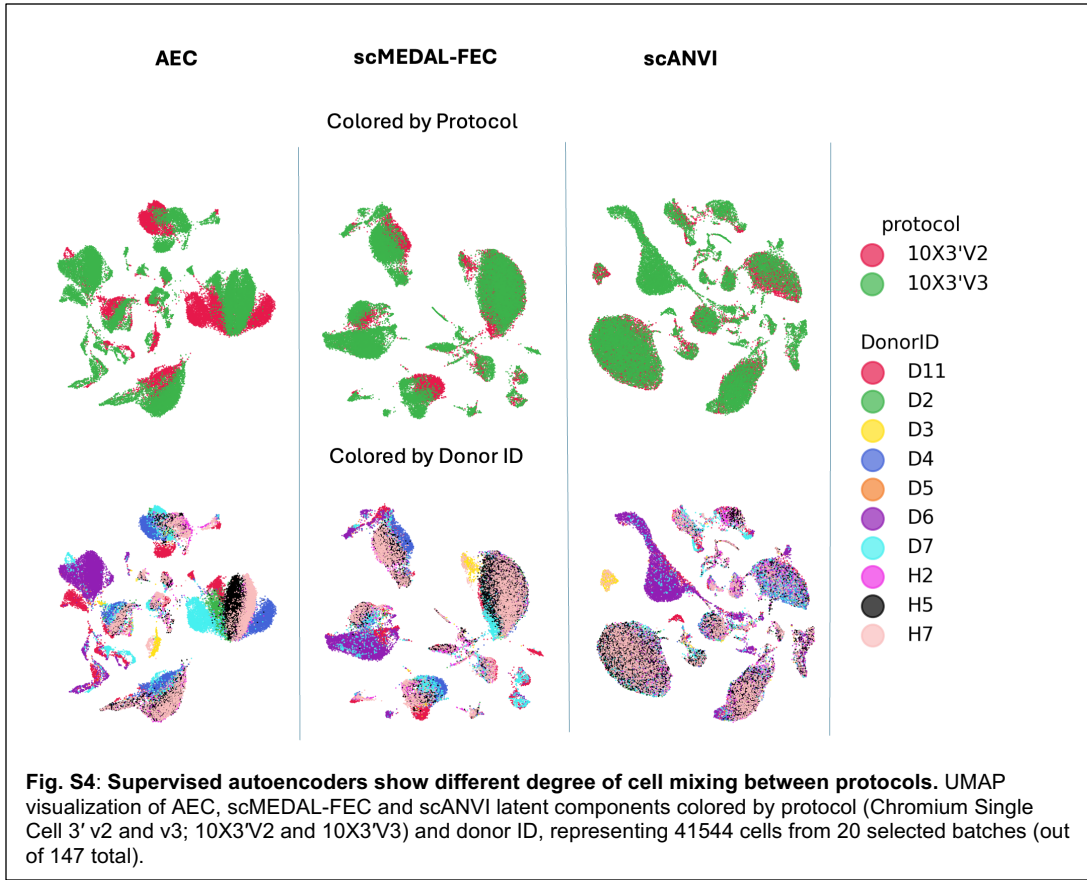 AEC
scMEDAL-FEC
scANVI
Colored by Protocol
protocol
10X3'V2
10X3'V3
DonorID
D11
D2
D3
D4
D5
D6
D7
H2
H5
H7
Colored by Donor ID
Fig. S4: Supervised autoencoders show different degree of cell mixing between protocols. UMAP
visualization of AEC, scMEDAL-FEC and scANVI latent components colored by protocol (Chromium Single
Cell 3′ v2 and v3; 10X3′V2 and 10X3′V3) and donor ID, representing 41544 cells from 20 selected batches (out
of 147 total).